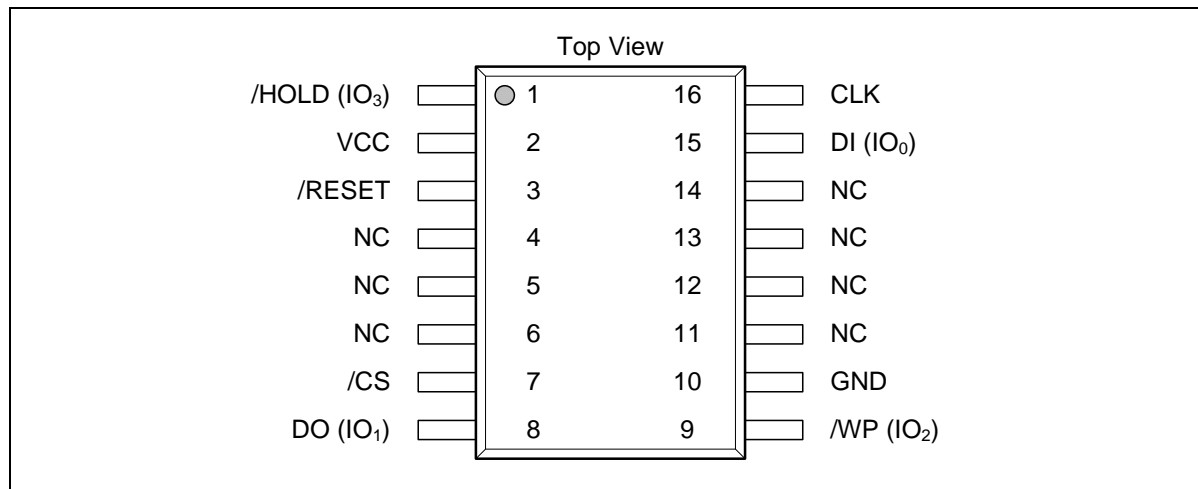 Top View
/HOLD (IO₃) 1 16 CLK
VCC 2 15 DI (IO₀)
/RESET 3 14 NC
NC 4 13 NC
NC 5 12 NC
NC 6 11 NC
/CS 7 10 GND
DO (IO₁) 8 9 /WP (IO₂)